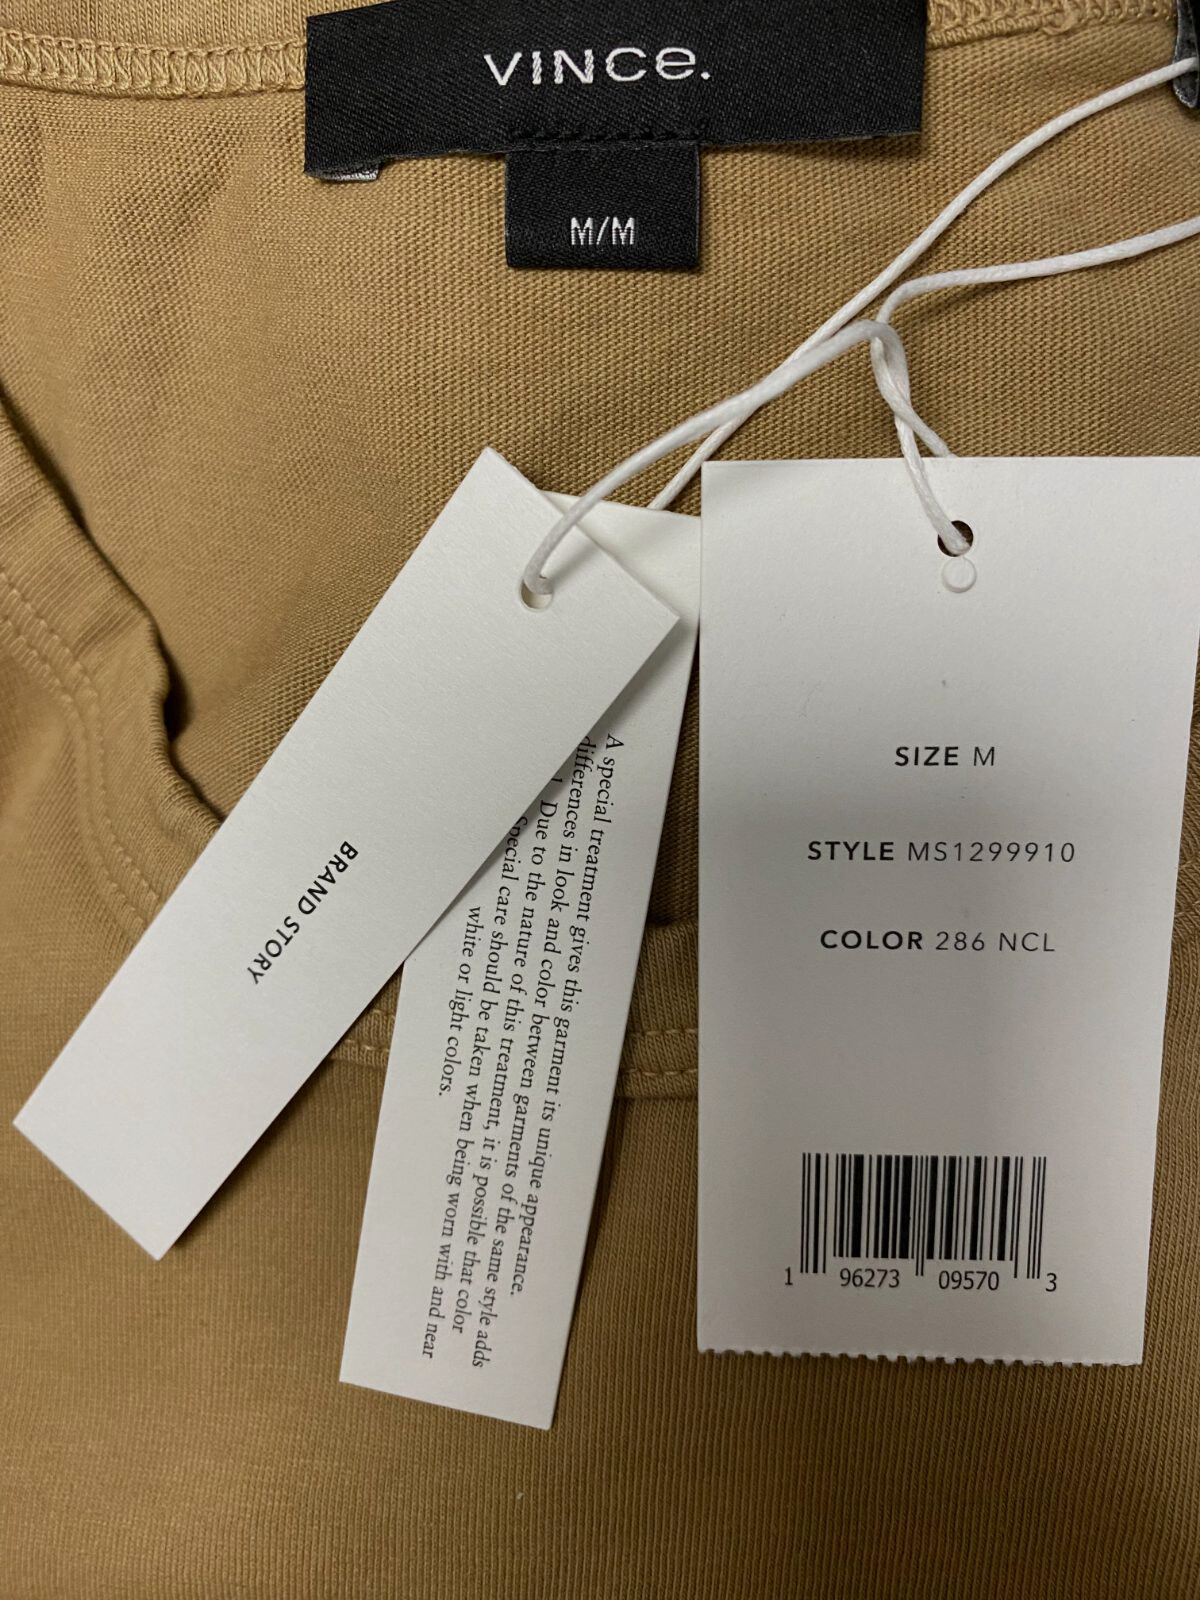 VINCE.
M/M
SIZE M
STYLE MS1299910
COLOR 286 NCL
1 96273 09570 3
BRAND STORY
A special treatment gives this garment its unique appearance.
differences in look and color between garments of the same style adds
Due to the nature of this treatment, it is possible that color
Special care should be taken when being worn with and near
white or light colors.